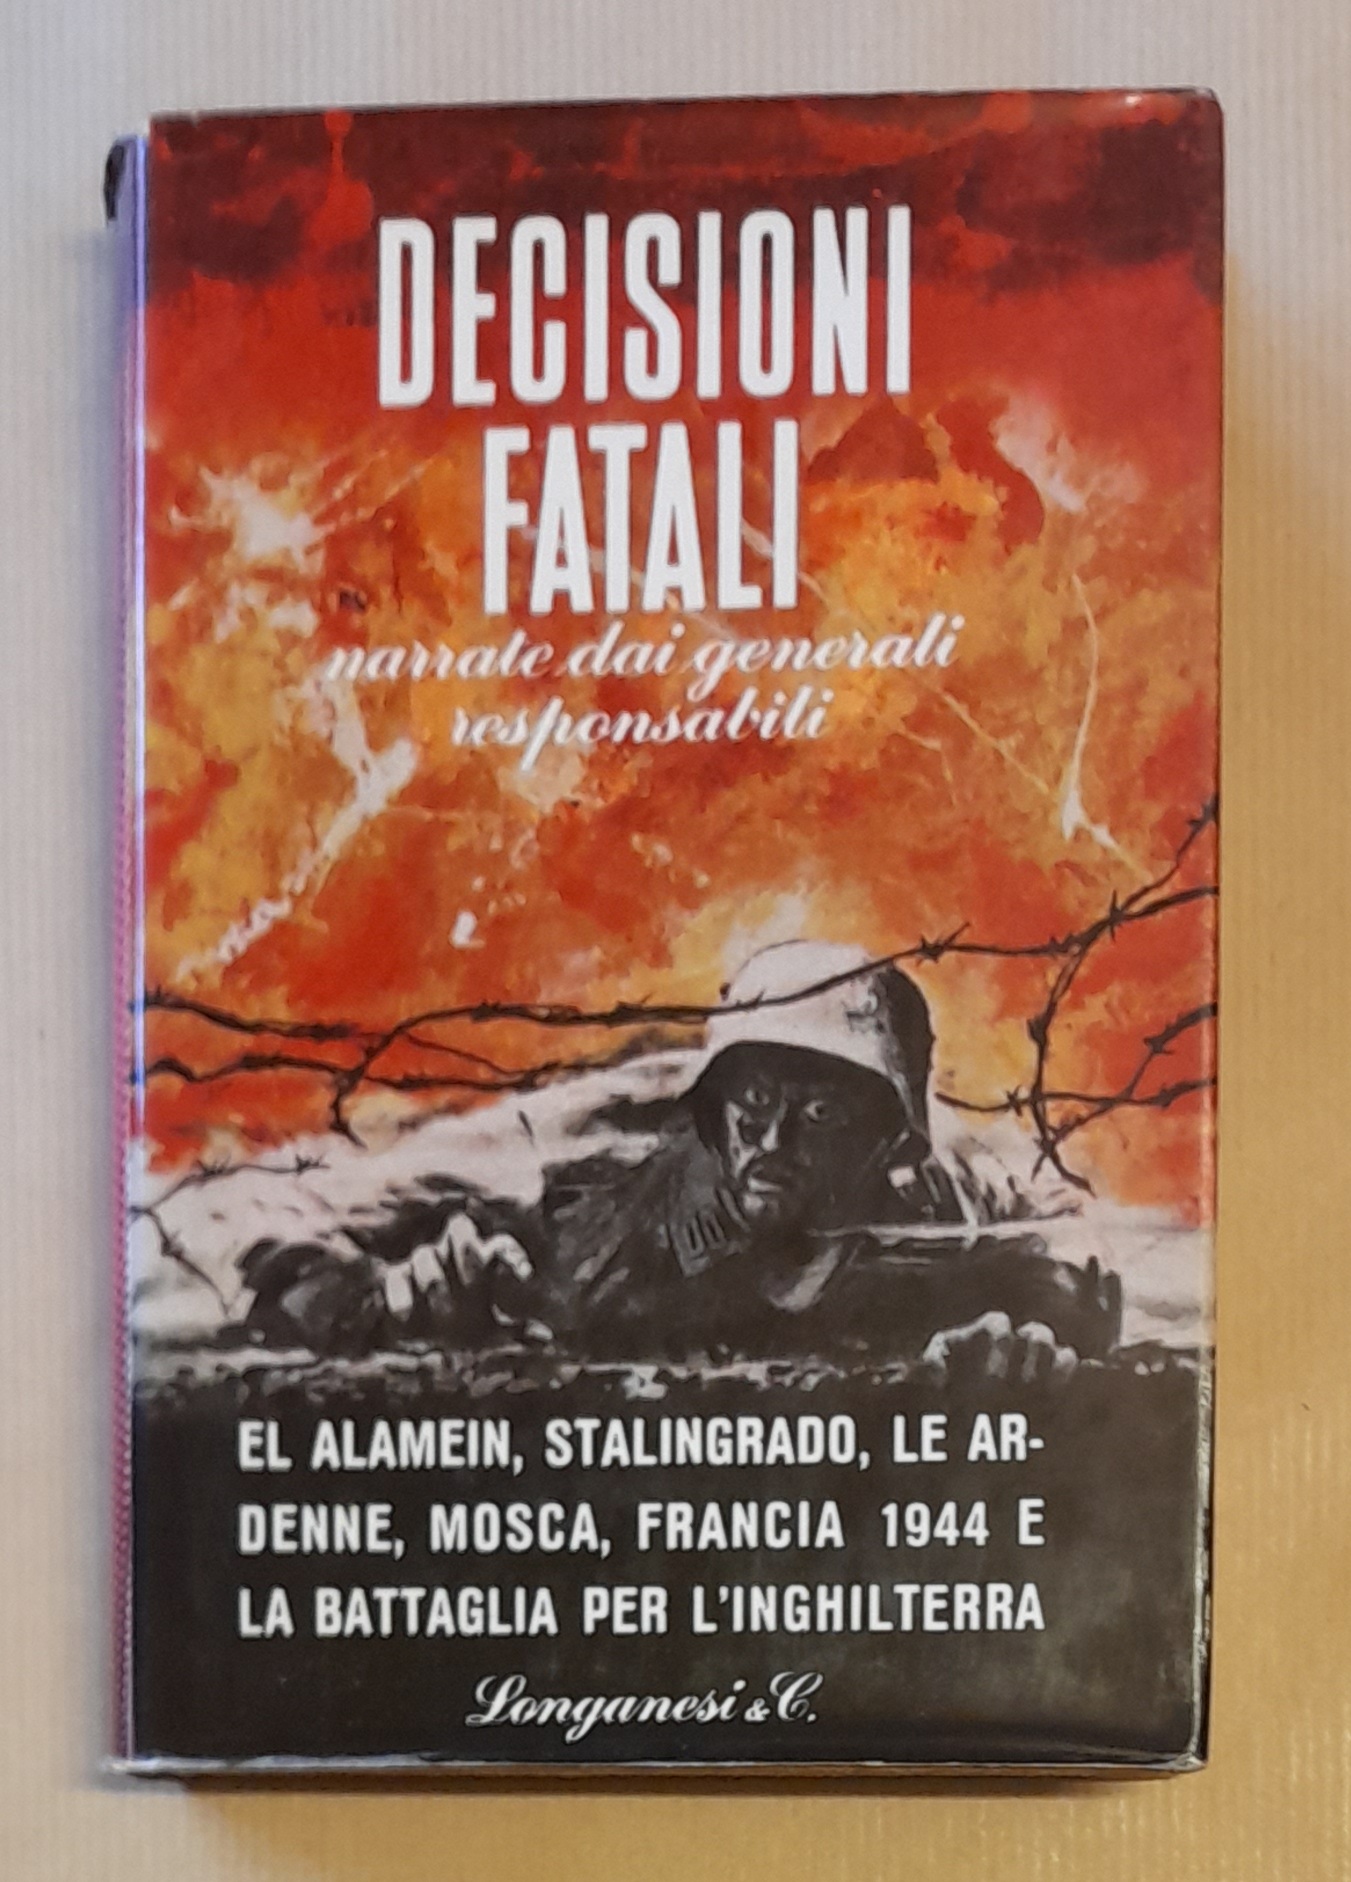 DECISIONI
FATALI
narrate dai generali
responsabili
EL ALAMEIN, STALINGRADO, LE AR-
DENNE, MOSCA, FRANCIA 1944 E
LA BATTAGLIA PER L'INGHILTERRA
Longanesi & C.